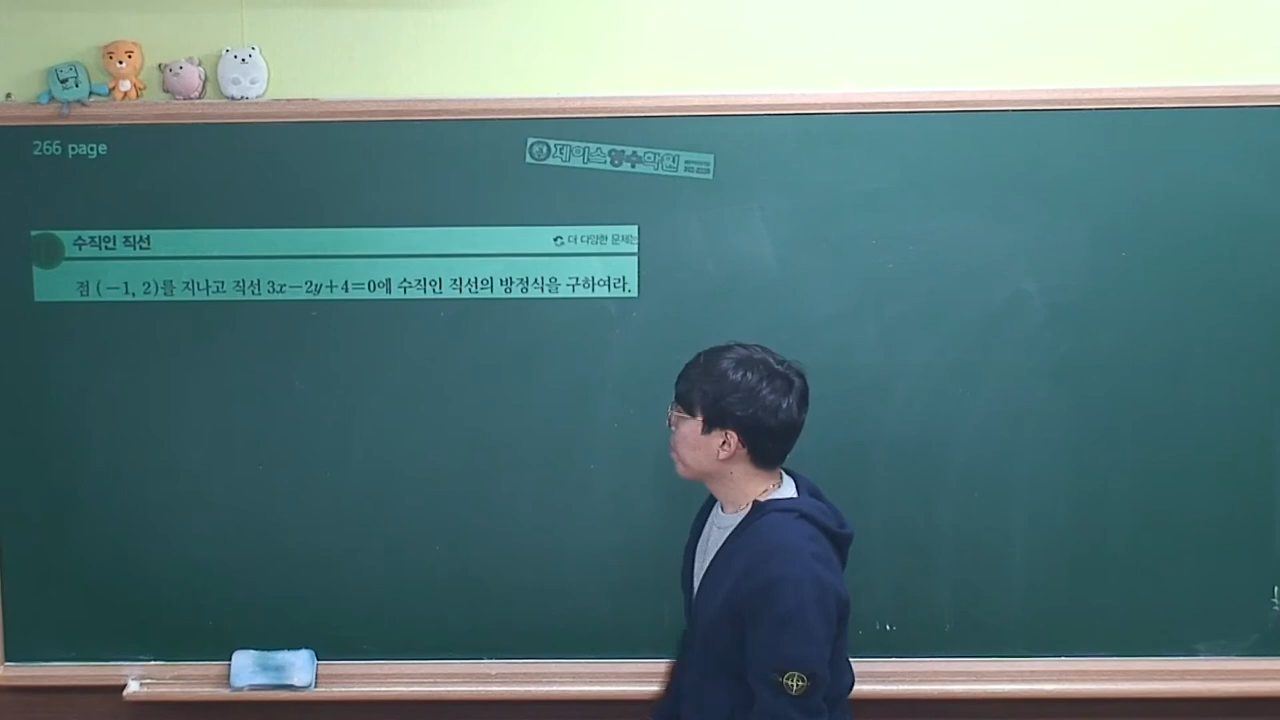 266 page
제이스영수학원
수직인 직선
더 다양한 문제는
점 (−1, 2)를 지나고 직선 3x−2y+4=0에 수직인 직선의 방정식을 구하여라.